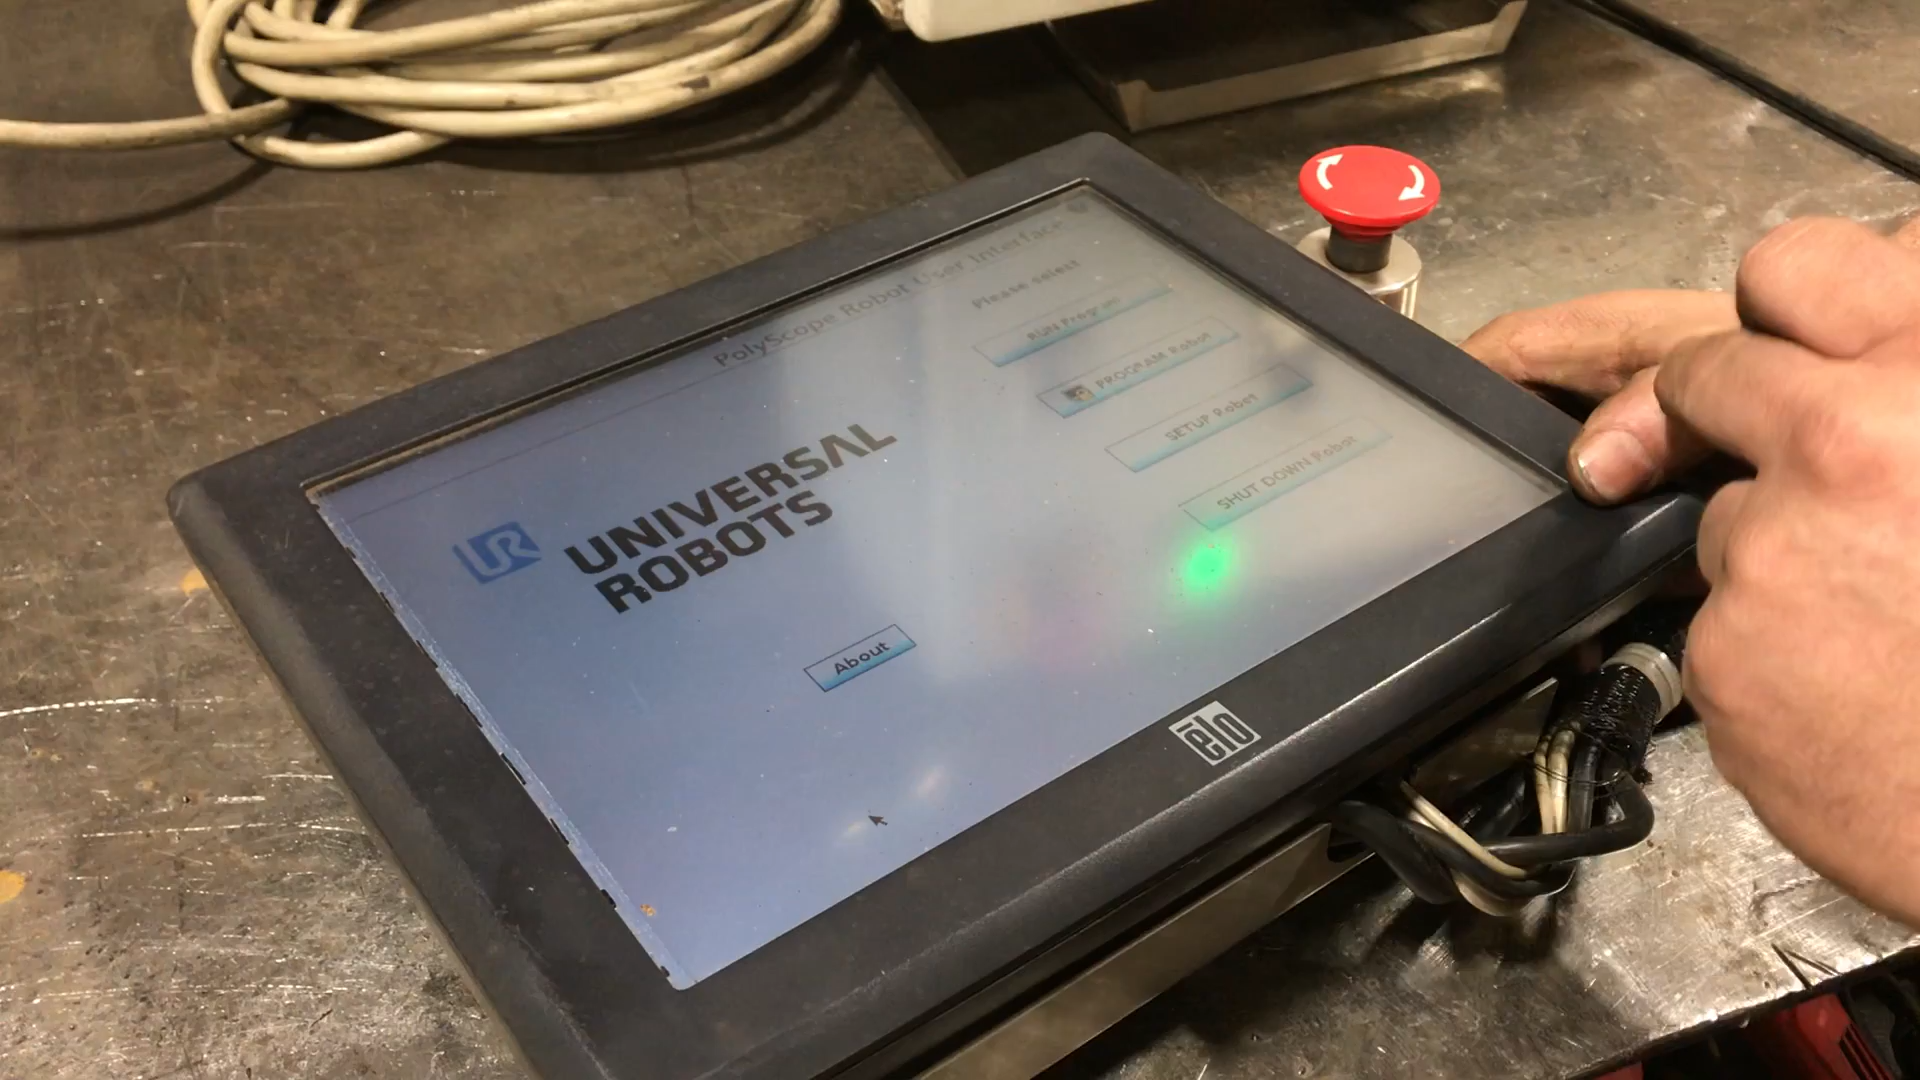 PolyScope Robot User Interface
Please select
RUN Program
PROGRAM Robot
SETUP Robot
SHUT DOWN Robot
UR
UNIVERSAL
ROBOTS
About
elo